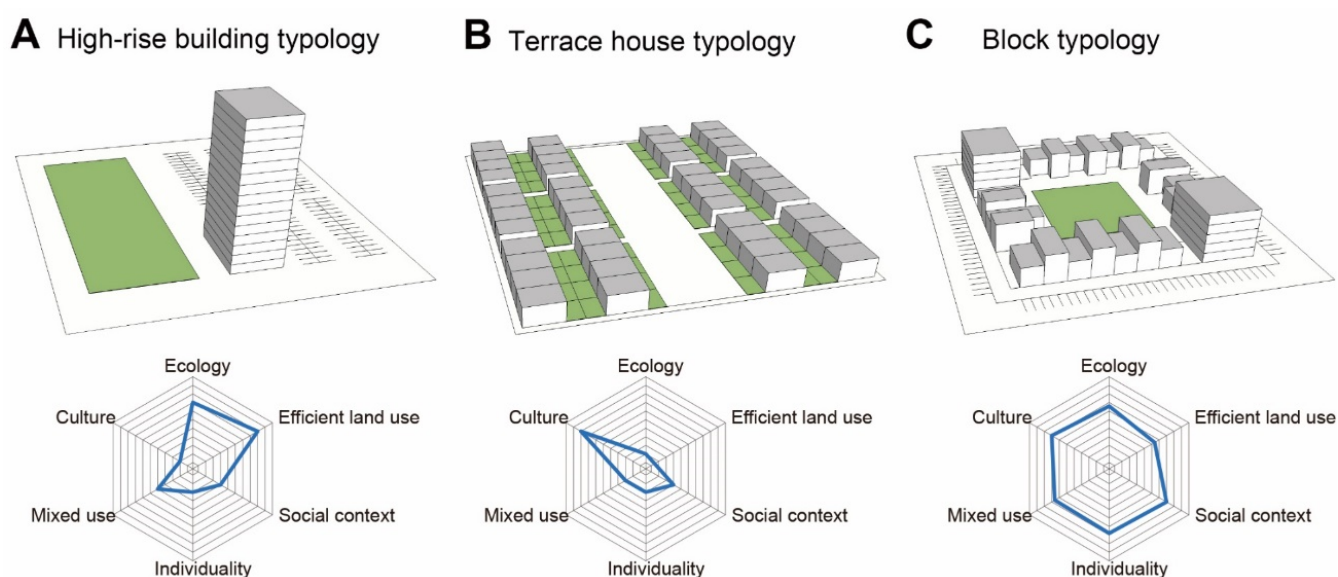 A High-rise building typology
B Terrace house typology
C Block typology
Ecology
Culture
Efficient land use
Mixed use
Social context
Individuality
Ecology
Culture
Efficient land use
Mixed use
Social context
Individuality
Ecology
Culture
Efficient land use
Mixed use
Social context
Individuality